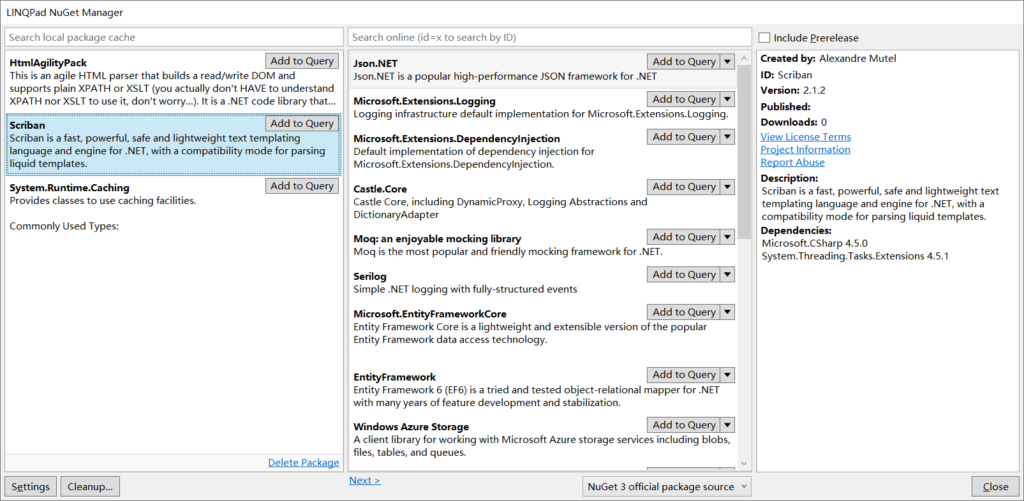 LINQPad NuGet Manager
Search local package cache
HtmlAgilityPack
Add to Query
This is an agile HTML parser that builds a read/write DOM and
supports plain XPATH or XSLT (you actually don't HAVE to understand
XPATH nor XSLT to use it, don't worry...). It is a .NET code library that...
Scriban
Add to Query
Scriban is a fast, powerful, safe and lightweight text templating
language and engine for .NET, with a compatibility mode for parsing
liquid templates.
System.Runtime.Caching
Add to Query
Provides classes to use caching facilities.
Commonly Used Types:
Delete Package
Settings
Cleanup...
Search online (id=x to search by ID)
Json.NET
Add to Query
Json.NET is a popular high-performance JSON framework for .NET
Microsoft.Extensions.Logging
Add to Query
Logging infrastructure default implementation for Microsoft.Extensions.Logging.
Microsoft.Extensions.DependencyInjection
Add to Query
Default implementation of dependency injection for
Microsoft.Extensions.DependencyInjection.
Castle.Core
Add to Query
Castle Core, including DynamicProxy, Logging Abstractions and
DictionaryAdapter
Moq: an enjoyable mocking library
Add to Query
Moq is the most popular and friendly mocking framework for .NET.
Serilog
Add to Query
Simple .NET logging with fully-structured events
Microsoft.EntityFrameworkCore
Add to Query
Entity Framework Core is a lightweight and extensible version of the popular
Entity Framework data access technology.
EntityFramework
Add to Query
Entity Framework 6 (EF6) is a tried and tested object-relational mapper for .NET
with many years of feature development and stabilization.
Windows Azure Storage
Add to Query
A client library for working with Microsoft Azure storage services including blobs,
files, tables, and queues.
Next >
NuGet 3 official package source
Include Prerelease
Created by: Alexandre Mutel
ID: Scriban
Version: 2.1.2
Published:
Downloads: 0
View License Terms
Project Information
Report Abuse
Description:
Scriban is a fast, powerful, safe and lightweight text
templating language and engine for .NET, with a
compatibility mode for parsing liquid templates.
Dependencies:
Microsoft.CSharp 4.5.0
System.Threading.Tasks.Extensions 4.5.1
Close